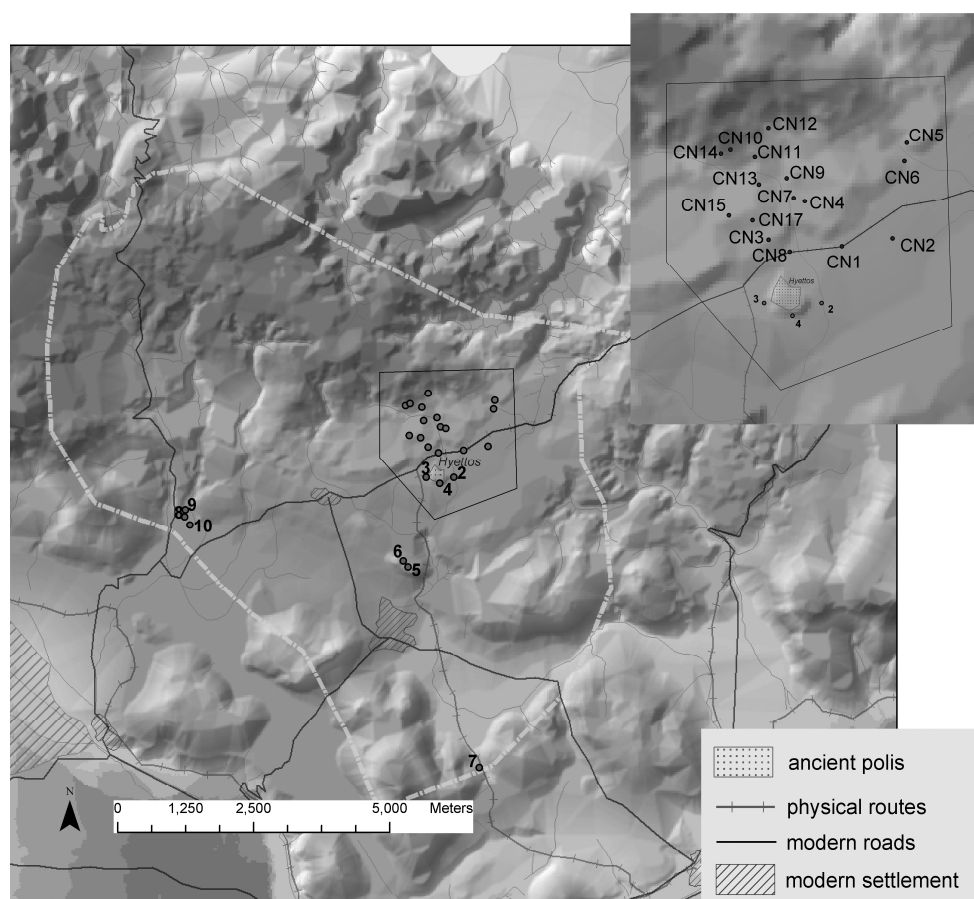 CN12
CN5
CN10
CN14
CN11
CN6
CN9
CN13
CN7
CN4
CN15
CN17
CN3
CN2
CN8
CN1
Hyettos
3
2
4
Hyettos
3
2
4
9
8
10
6
5
7
N
0 1,250 2,500 5,000 Meters
ancient polis
physical routes
modern roads
modern settlement